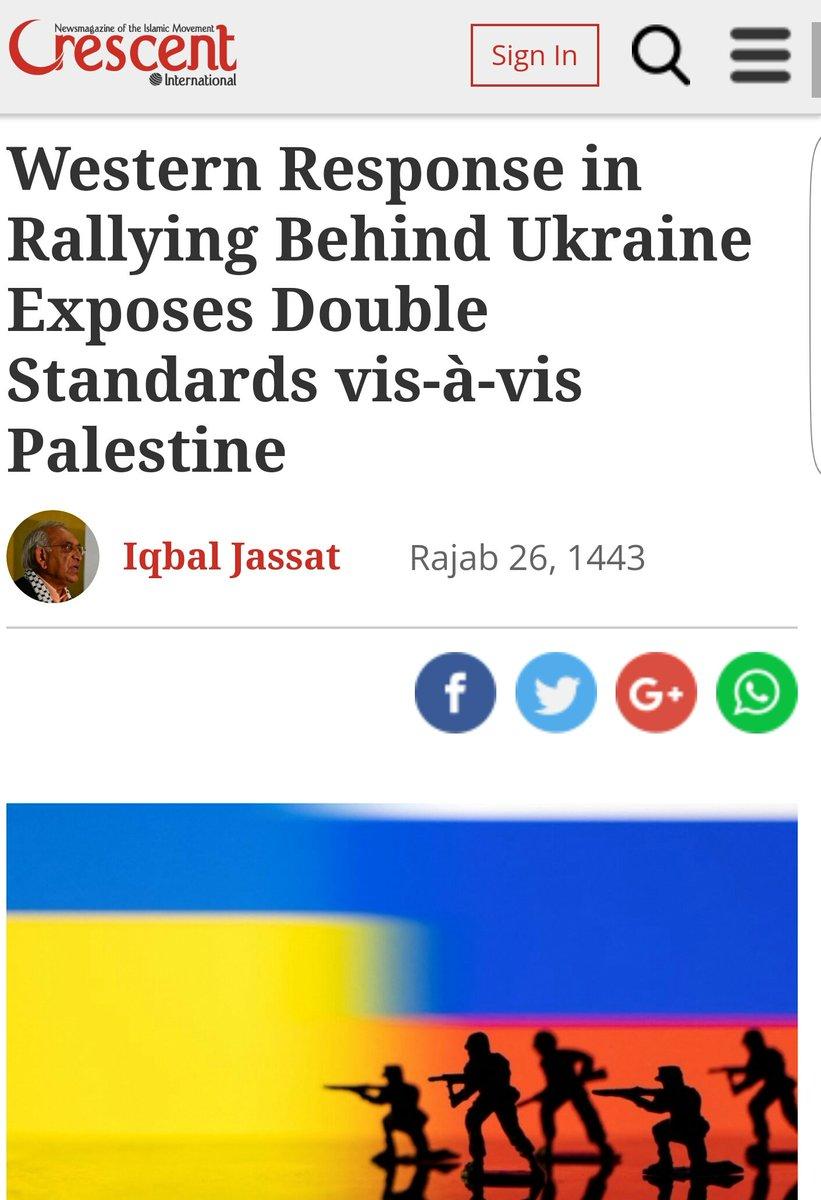 Newsmagazine of the Islamic Movement
Crescent
International
Sign In
Western Response in
Rallying Behind Ukraine
Exposes Double
Standards vis-à-vis
Palestine
Iqbal Jassat
Rajab 26, 1443
f
G+